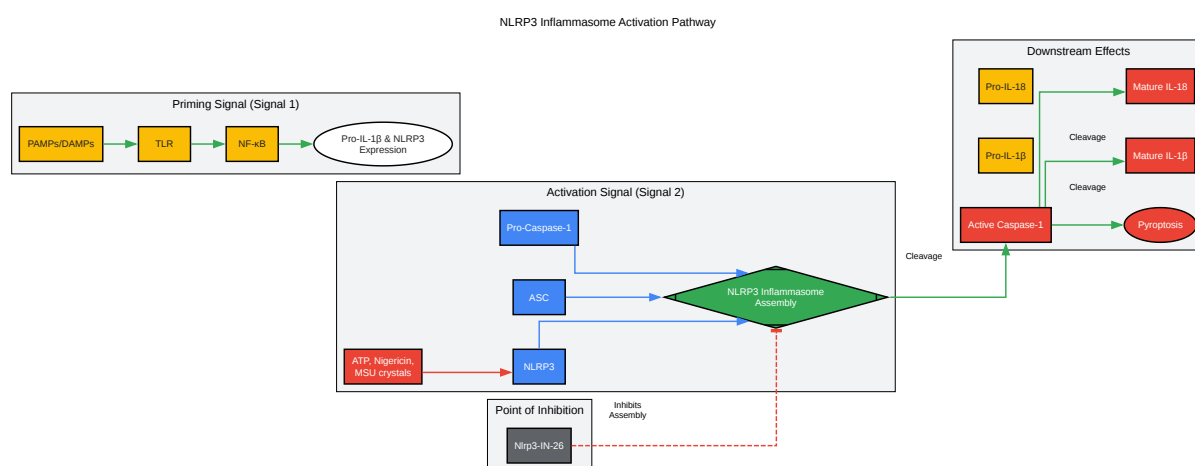 NLRP3 Inflammasome Activation Pathway
Priming Signal (Signal 1)
PAMPs/DAMPs
TLR
NF-κB
Pro-IL-1β & NLRP3
Expression
Activation Signal (Signal 2)
Pro-Caspase-1
ASC
NLRP3 Inflammasome
Assembly
ATP, Nigericin,
MSU crystals
NLRP3
Point of Inhibition
Nlrp3-IN-26
Inhibits
Assembly
Cleavage
Downstream Effects
Pro-IL-18
Mature IL-18
Cleavage
Pro-IL-1β
Mature IL-1β
Cleavage
Active Caspase-1
Pyroptosis